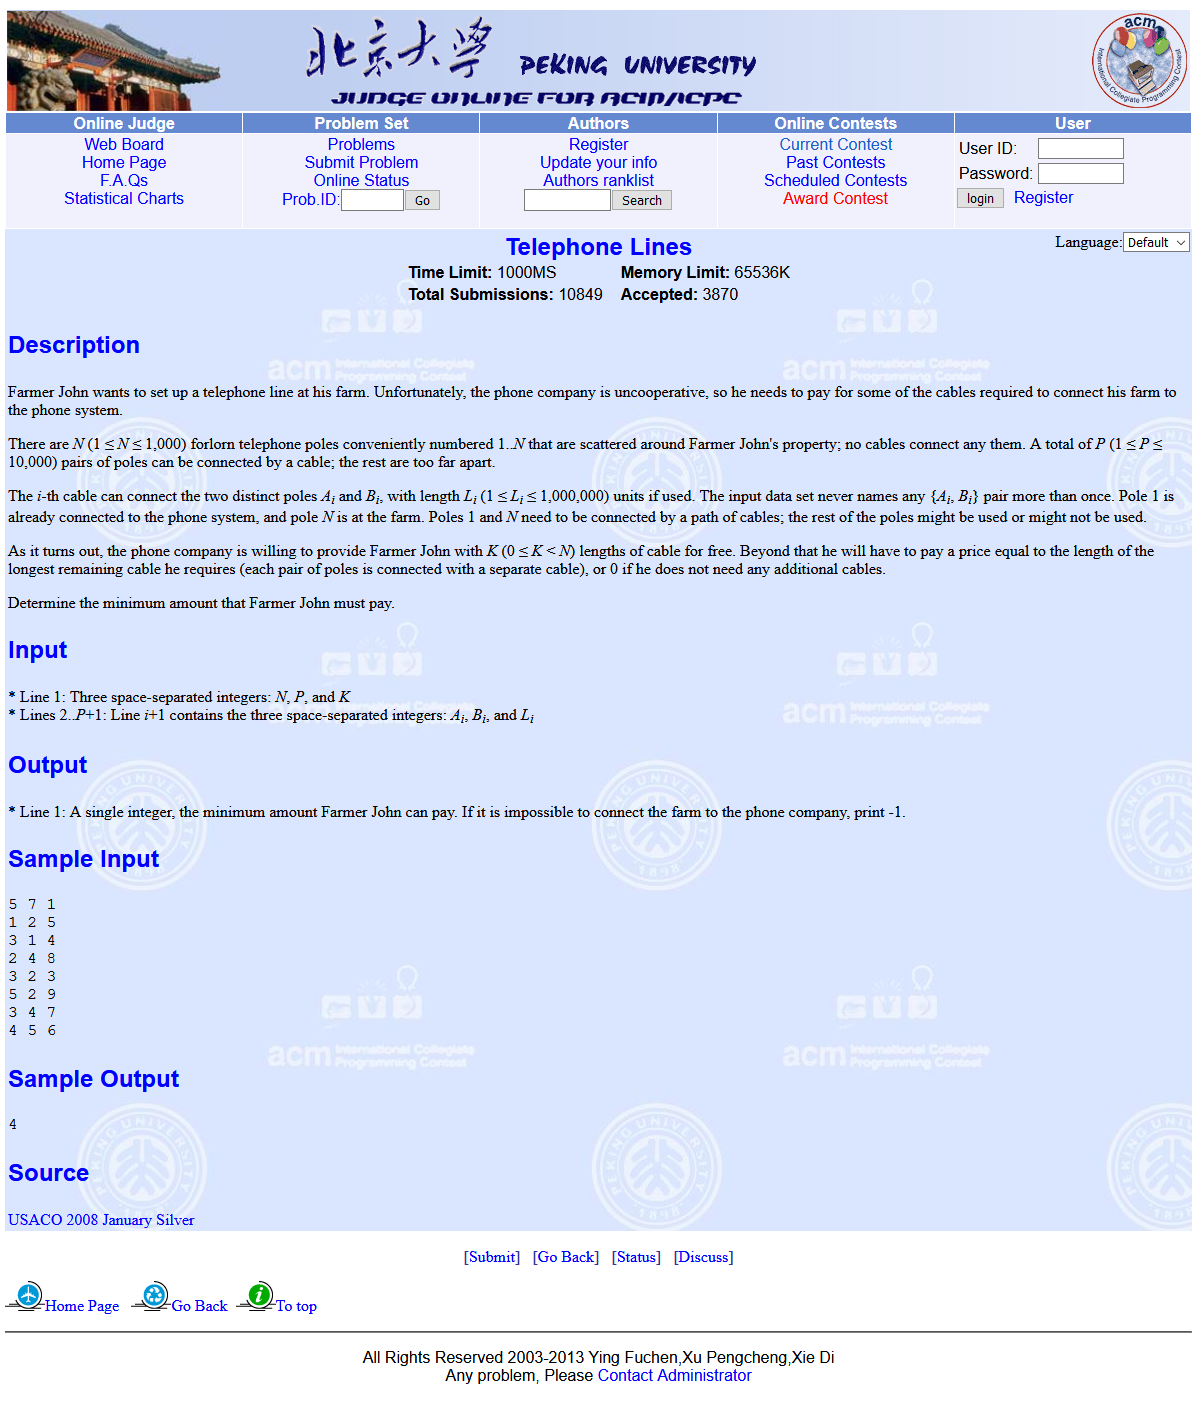 北京大學 PEKING UNIVERSITY
JUDGE ONLINE FOR ACM/ACPC
acm International Collegiate Programming Contest
Online Judge Problem Set Authors Online Contests User
Web Board Problems Register Current Contest User ID:
Home Page Submit Problem Update your info Past Contests Password:
F.A.Qs Online Status Authors ranklist Scheduled Contests
Statistical Charts Prob.ID: Go Search Award Contest login Register
Language: Default
Telephone Lines
Time Limit: 1000MS Memory Limit: 65536K
Total Submissions: 10849 Accepted: 3870
Description
Farmer John wants to set up a telephone line at his farm. Unfortunately, the phone company is uncooperative, so he needs to pay for some of the cables required to connect his farm to
the phone system.
There are N (1 ≤ N ≤ 1,000) forlorn telephone poles conveniently numbered 1..N that are scattered around Farmer John's property; no cables connect any them. A total of P (1 ≤ P ≤
10,000) pairs of poles can be connected by a cable; the rest are too far apart.
The i-th cable can connect the two distinct poles Ai and Bi, with length Li (1 ≤ Li ≤ 1,000,000) units if used. The input data set never names any {Ai, Bi} pair more than once. Pole 1 is
already connected to the phone system, and pole N is at the farm. Poles 1 and N need to be connected by a path of cables; the rest of the poles might be used or might not be used.
As it turns out, the phone company is willing to provide Farmer John with K (0 ≤ K < N) lengths of cable for free. Beyond that he will have to pay a price equal to the length of the
longest remaining cable he requires (each pair of poles is connected with a separate cable), or 0 if he does not need any additional cables.
Determine the minimum amount that Farmer John must pay.
Input
* Line 1: Three space-separated integers: N, P, and K
* Lines 2..P+1: Line i+1 contains the three space-separated integers: Ai, Bi, and Li
Output
* Line 1: A single integer, the minimum amount Farmer John can pay. If it is impossible to connect the farm to the phone company, print -1.
Sample Input
5 7 1
1 2 5
3 1 4
2 4 8
3 2 3
5 2 9
3 4 7
4 5 6
Sample Output
4
Source
USACO 2008 January Silver
[Submit] [Go Back] [Status] [Discuss]
Home Page Go Back To top
All Rights Reserved 2003-2013 Ying Fuchen,Xu Pengcheng,Xie Di
Any problem, Please Contact Administrator